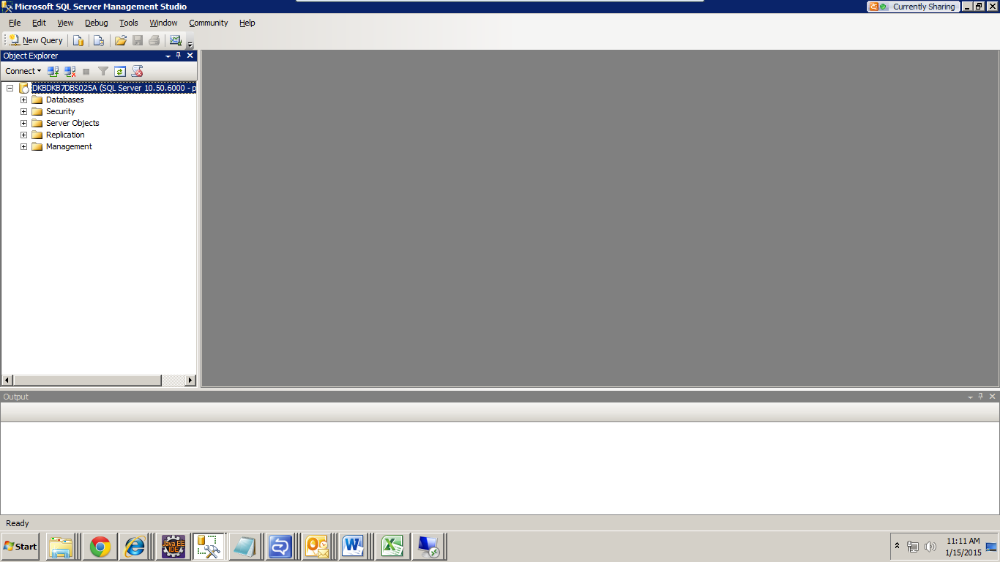 Microsoft SQL Server Management Studio
Currently Sharing
File Edit View Debug Tools Window Community Help
New Query
Object Explorer
Connect
DKBDKB7DBS025A (SQL Server 10.50.6000 - p
Databases
Security
Server Objects
Replication
Management
Output
Ready
Start
Java EE
IDE
11:11 AM
1/15/2015